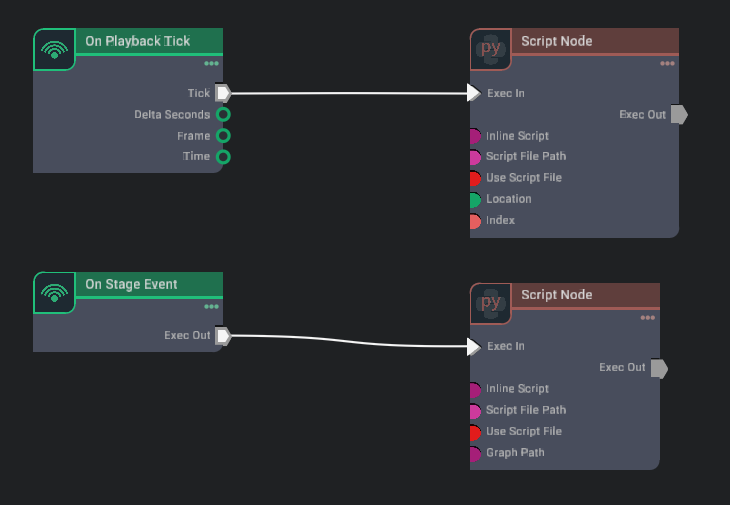 On Playback Tick
Tick
Delta Seconds
Frame
Time
py
Script Node
Exec In
Exec Out
Inline Script
Script File Path
Use Script File
Location
Index
On Stage Event
Exec Out
py
Script Node
Exec In
Exec Out
Inline Script
Script File Path
Use Script File
Graph Path